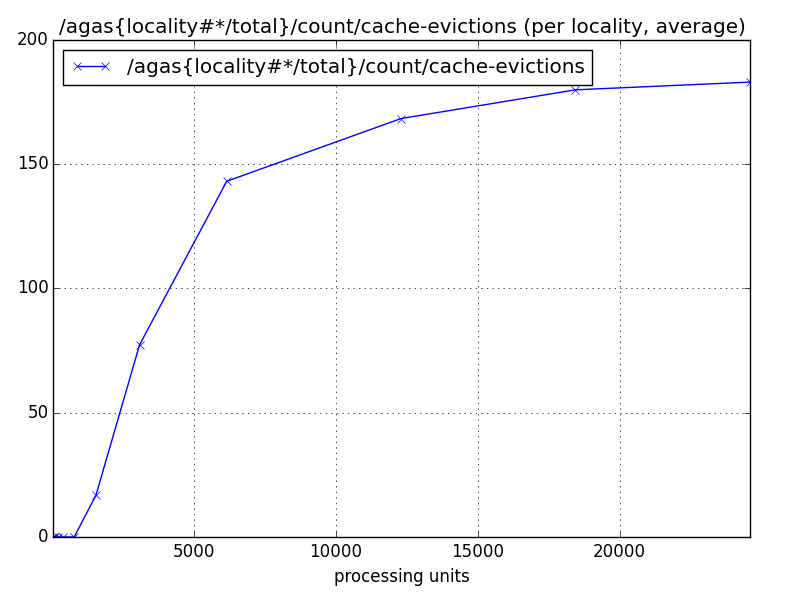 /agas{locality#*/total}/count/cache-evictions (per locality, average)
/agas{locality#*/total}/count/cache-evictions
200
150
100
50
0
5000 10000 15000 20000
processing units